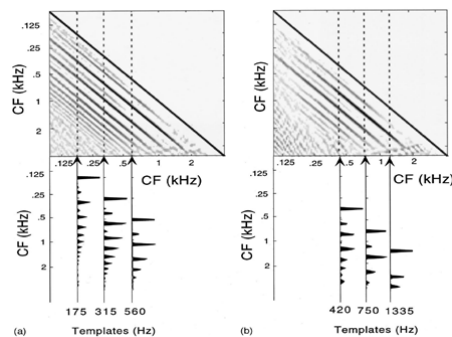 .125
.25
.5
1
2
CF (kHz)
.125 .25 .5 1 2
CF (kHz)
.125
.25
.5
1
2
CF (kHz)
175 315 560
(a) Templates (Hz)
.125
.25
.5
1
2
CF (kHz)
.125 .25 .5 1 2
CF (kHz)
.125
.25
.5
1
2
CF (kHz)
420 750 1335
(b) Templates (Hz)